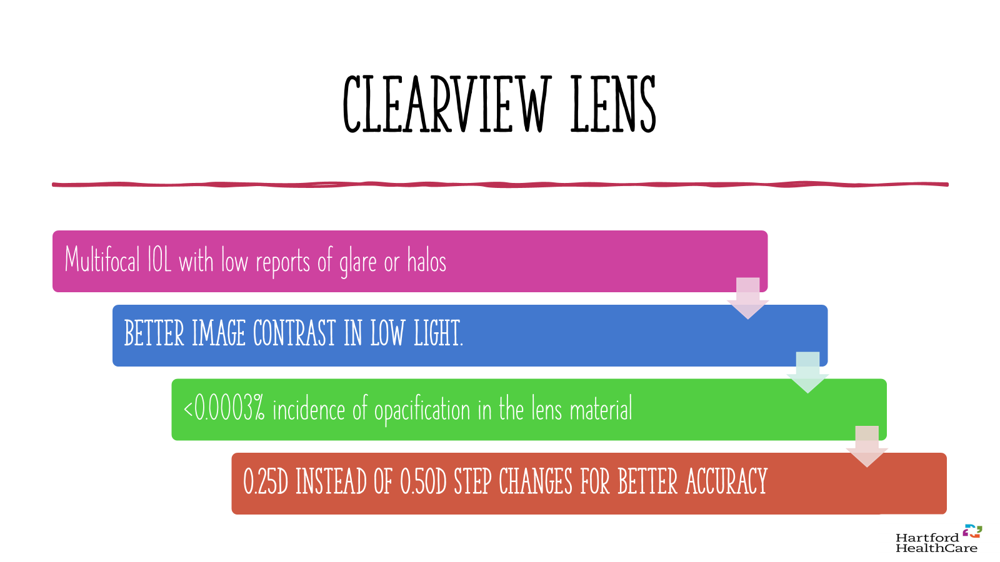 CLEARVIEW LENS
Multifocal IOL with low reports of glare or halos
BETTER IMAGE CONTRAST IN LOW LIGHT.
<0.0003% incidence of opacification in the lens material
0.25D INSTEAD OF 0.50D STEP CHANGES FOR BETTER ACCURACY
Hartford
HealthCare